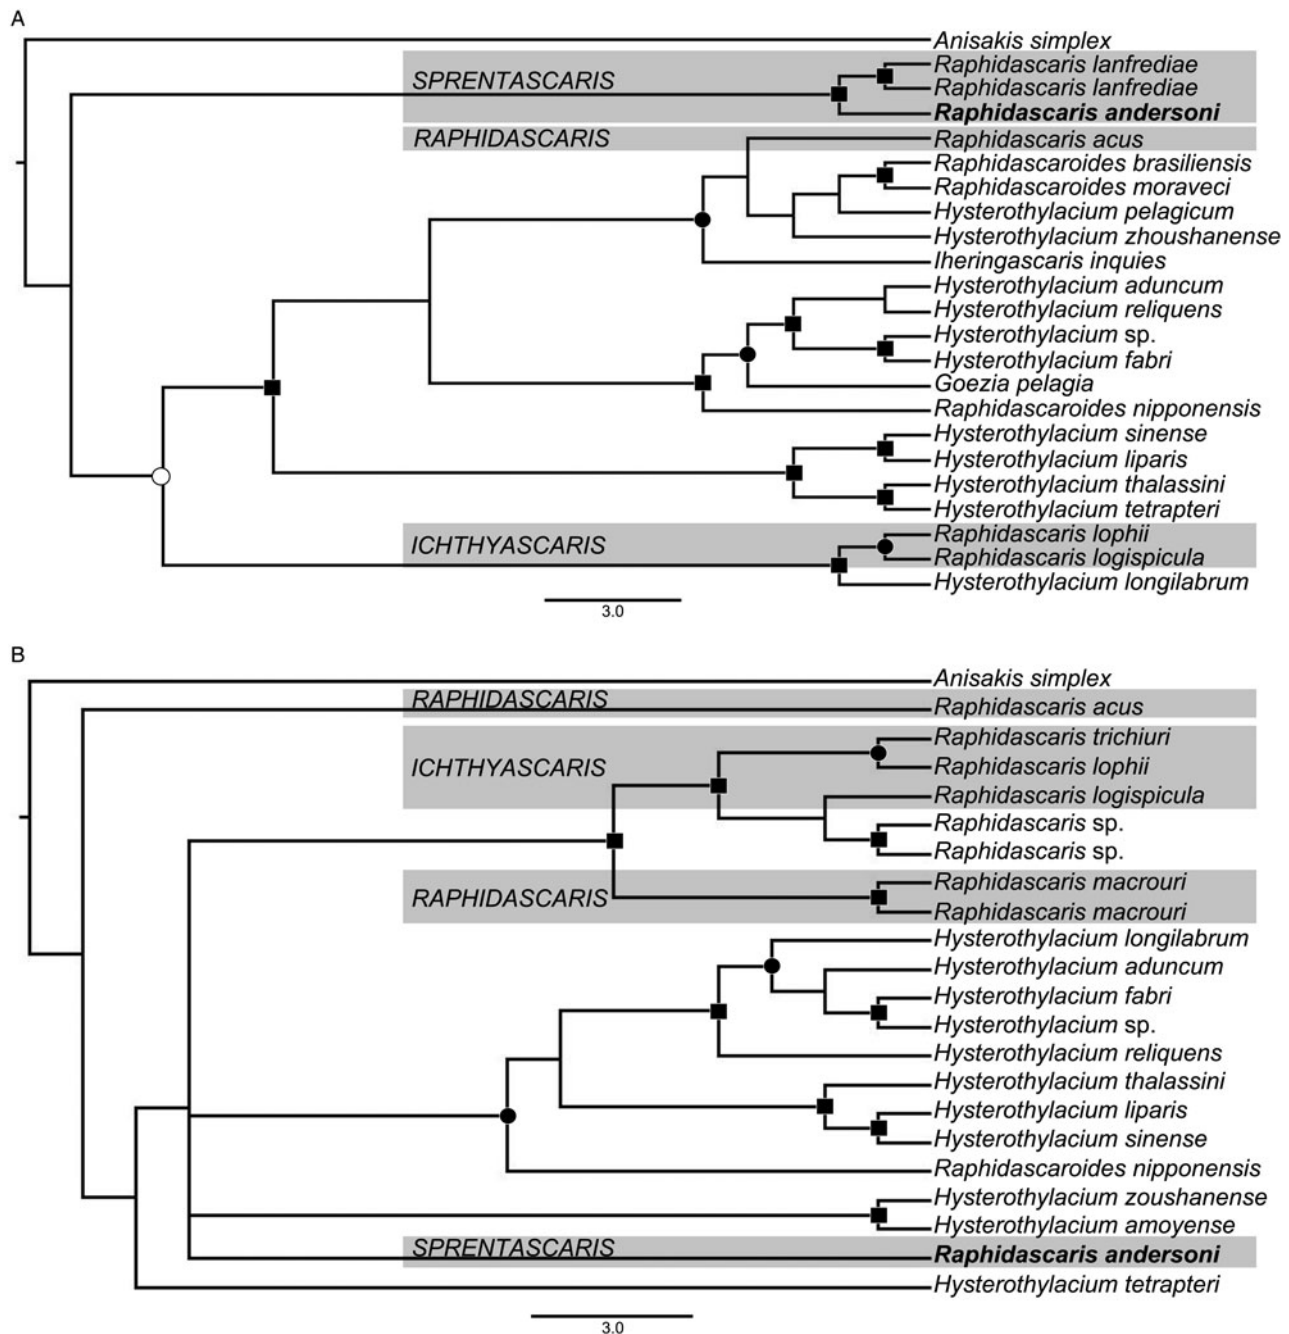 A
Anisakis simplex
SPRENTASCARIS
Raphidascaris lanfrediae
Raphidascaris lanfrediae
Raphidascaris andersoni
RAPHIDASCARIS
Raphidascaris acus
Raphidascaroides brasiliensis
Raphidascaroides moraveci
Hysterothylacium pelagicum
Hysterothylacium zhoushanense
Iheringascaris inquies
Hysterothylacium aduncum
Hysterothylacium reliquens
Hysterothylacium sp.
Hysterothylacium fabri
Goezia pelagia
Raphidascaroides nipponensis
Hysterothylacium sinense
Hysterothylacium liparis
Hysterothylacium thalassini
Hysterothylacium tetrapteri
ICHTHYASCARIS
Raphidascaris lophii
Raphidascaris logispicula
Hysterothylacium longilabrum
3.0
B
Anisakis simplex
RAPHIDASCARIS
Raphidascaris acus
ICHTHYASCARIS
Raphidascaris trichiuri
Raphidascaris lophii
Raphidascaris logispicula
Raphidascaris sp.
Raphidascaris sp.
RAPHIDASCARIS
Raphidascaris macrouri
Raphidascaris macrouri
Hysterothylacium longilabrum
Hysterothylacium aduncum
Hysterothylacium fabri
Hysterothylacium sp.
Hysterothylacium reliquens
Hysterothylacium thalassini
Hysterothylacium liparis
Hysterothylacium sinense
Raphidascaroides nipponensis
Hysterothylacium zoushanense
Hysterothylacium amoyense
SPRENTASCARIS
Raphidascaris andersoni
Hysterothylacium tetrapteri
3.0